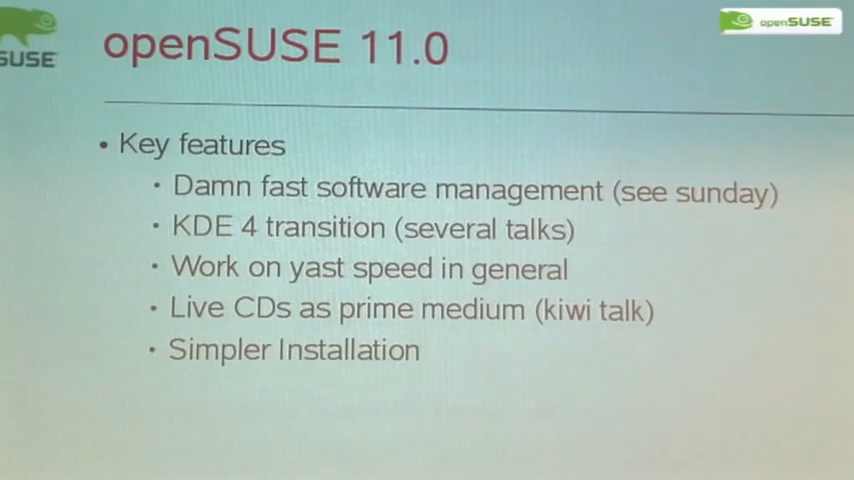 openSUSE
SUSE
openSUSE 11.0
• Key features
• Damn fast software management (see sunday)
• KDE 4 transition (several talks)
• Work on yast speed in general
• Live CDs as prime medium (kiwi talk)
• Simpler Installation